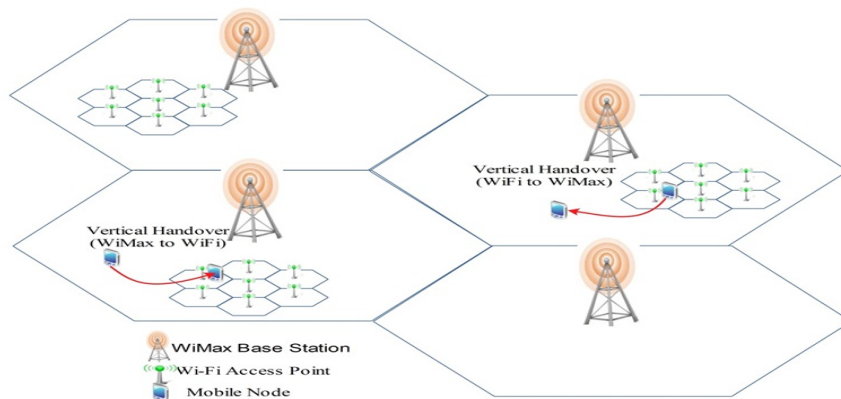 Vertical Handover
(WiFi to WiMax)
Vertical Handover
(WiMax to WiFi)
WiMax Base Station
Wi-Fi Access Point
Mobile Node